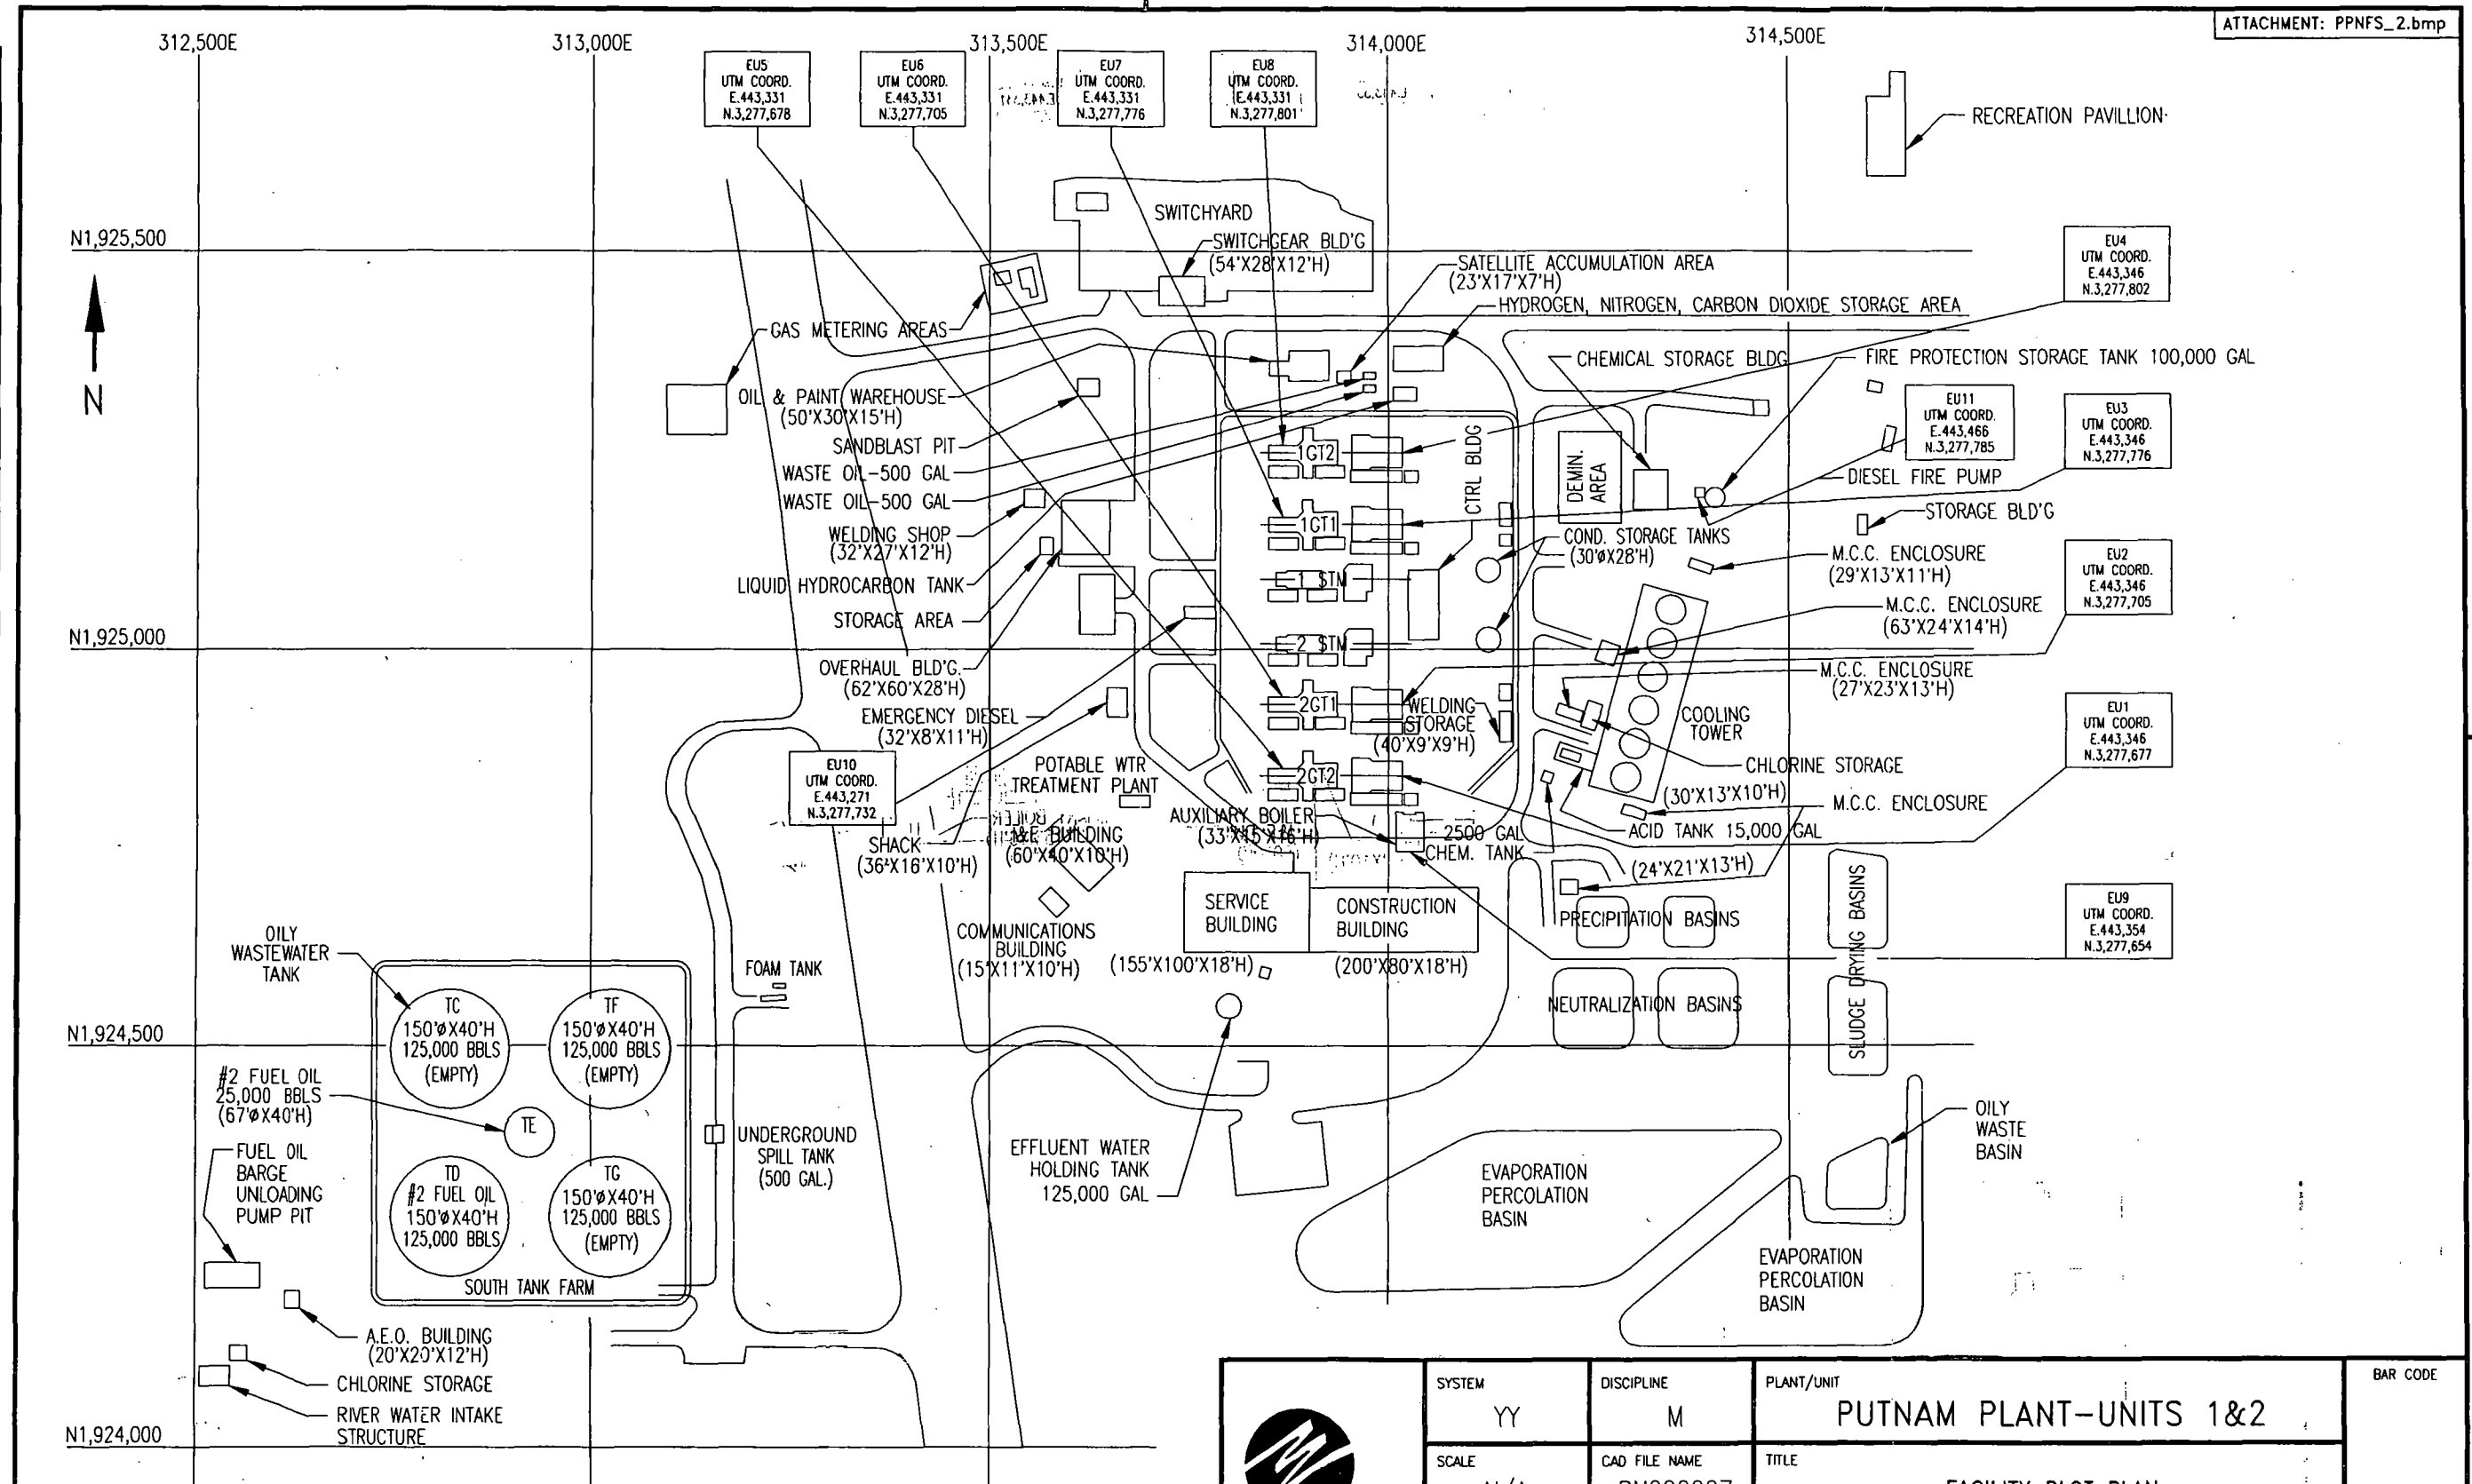 ATTACHMENT: PPNFS_2.bmp
312,500E
313,000E
313,500E
314,000E
314,500E
EU5
UTM COORD.
E.443,331
N.3,277,678
EU6
UTM COORD.
E.443,331
N.3,277,705
EU7
UTM COORD.
E.443,331
N.3,277,776
EU8
UTM COORD.
E.443,331
N.3,277,801
RECREATION PAVILLION
SWITCHYARD
N1,925,500
SWITCHGEAR BLD'G
(54'X28'X12'H)
SATELLITE ACCUMULATION AREA
(23'X17'X7'H)
HYDROGEN, NITROGEN, CARBON DIOXIDE STORAGE AREA
EU4
UTM COORD.
E.443,346
N.3,277,802
N
GAS METERING AREAS
CHEMICAL STORAGE BLDG
FIRE PROTECTION STORAGE TANK 100,000 GAL
OIL & PAINT WAREHOUSE
(50'X30'X15'H)
SANDBLAST PIT
WASTE OIL-500 GAL
WASTE OIL-500 GAL
WELDING SHOP
(32'X27'X12'H)
LIQUID HYDROCARBON TANK
STORAGE AREA
OVERHAUL BLD'G.
(62'X60'X28'H)
EMERGENCY DIESEL
(32'X8'X11'H)
1GT2
1GT1
1 STM
2 STM
2GT1
2GT2
CTRL BLDG
DEMIN.
AREA
EU11
UTM COORD.
E.443,466
N.3,277,785
EU3
UTM COORD.
E.443,346
N.3,277,776
DIESEL FIRE PUMP
STORAGE BLD'G
COND. STORAGE TANKS
(30'øX28'H)
M.C.C. ENCLOSURE
(29'X13'X11'H)
EU2
UTM COORD.
E.443,346
N.3,277,705
M.C.C. ENCLOSURE
(63'X24'X14'H)
N1,925,000
M.C.C. ENCLOSURE
(27'X23'X13'H)
WELDING
STORAGE
(40'X9'X9'H)
COOLING
TOWER
EU1
UTM COORD.
E.443,346
N.3,277,677
EU10
UTM COORD.
E.443,271
N.3,277,732
POTABLE WTR
TREATMENT PLANT
CHLORINE STORAGE
(30'X13'X10'H)
M.C.C. ENCLOSURE
SHACK
(36'X16'X10'H)
I&E BUILDING
(60'X40'X10'H)
AUXILIARY BOILER
(33'X15'X16'H)
2500 GAL
CHEM. TANK
ACID TANK 15,000 GAL
(24'X21'X13'H)
SERVICE
BUILDING
CONSTRUCTION
BUILDING
PRECIPITATION BASINS
SLUDGE DRYING BASINS
EU9
UTM COORD.
E.443,354
N.3,277,654
OILY
WASTEWATER
TANK
FOAM TANK
COMMUNICATIONS
BUILDING
(15'X11'X10'H)
(155'X100'X18'H)
(200'X80'X18'H)
NEUTRALIZATION BASINS
N1,924,500
TC
150'øX40'H
125,000 BBLS
(EMPTY)
TF
150'øX40'H
125,000 BBLS
(EMPTY)
#2 FUEL OIL
25,000 BBLS
(67'øX40'H)
TE
FUEL OIL
BARGE
UNLOADING
PUMP PIT
TD
#2 FUEL OIL
150'øX40'H
125,000 BBLS
TG
150'øX40'H
125,000 BBLS
(EMPTY)
SOUTH TANK FARM
UNDERGROUND
SPILL TANK
(500 GAL.)
EFFLUENT WATER
HOLDING TANK
125,000 GAL
EVAPORATION
PERCOLATION
BASIN
OILY
WASTE
BASIN
EVAPORATION
PERCOLATION
BASIN
A.E.O. BUILDING
(20'X20'X12'H)
CHLORINE STORAGE
RIVER WATER INTAKE
STRUCTURE
N1,924,000
SYSTEM
YY
DISCIPLINE
M
PLANT/UNIT
PUTNAM PLANT-UNITS 1&2
BAR CODE
SCALE
CAD FILE NAME
TITLE
FACILITY PLOT PLAN